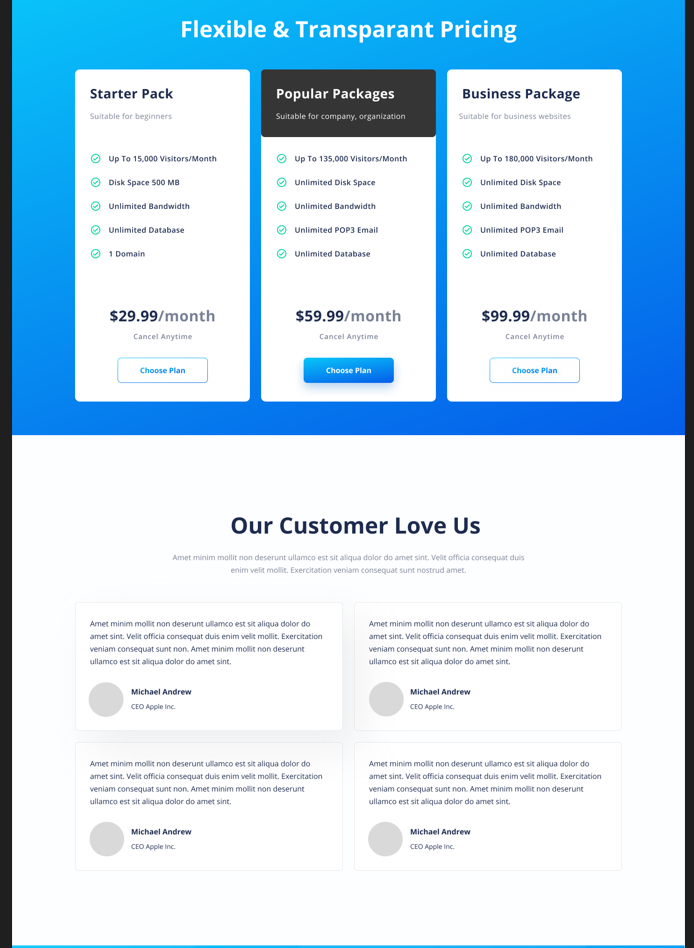 Flexible & Transparant Pricing
Starter Pack
Suitable for beginners
Up To 15,000 Visitors/Month
Disk Space 500 MB
Unlimited Bandwidth
Unlimited Database
1 Domain
$29.99/month
Cancel Anytime
Choose Plan
Popular Packages
Suitable for company, organization
Up To 135,000 Visitors/Month
Unlimited Disk Space
Unlimited Bandwidth
Unlimited POP3 Email
Unlimited Database
$59.99/month
Cancel Anytime
Choose Plan
Business Package
Suitable for business websites
Up To 180,000 Visitors/Month
Unlimited Disk Space
Unlimited Bandwidth
Unlimited POP3 Email
Unlimited Database
$99.99/month
Cancel Anytime
Choose Plan
Our Customer Love Us
Amet minim mollit non deserunt ullamco est sit aliqua dolor do amet sint. Velit officia consequat duis
enim velit mollit. Exercitation veniam consequat sunt nostrud amet.
Amet minim mollit non deserunt ullamco est sit aliqua dolor do
amet sint. Velit officia consequat duis enim velit mollit. Exercitation
veniam consequat sunt non. Amet minim mollit non deserunt
ullamco est sit aliqua dolor do amet sint.
Michael Andrew
CEO Apple Inc.
Amet minim mollit non deserunt ullamco est sit aliqua dolor do
amet sint. Velit officia consequat duis enim velit mollit. Exercitation
veniam consequat sunt non. Amet minim mollit non deserunt
ullamco est sit aliqua dolor do amet sint.
Michael Andrew
CEO Apple Inc.
Amet minim mollit non deserunt ullamco est sit aliqua dolor do
amet sint. Velit officia consequat duis enim velit mollit. Exercitation
veniam consequat sunt non. Amet minim mollit non deserunt
ullamco est sit aliqua dolor do amet sint.
Michael Andrew
CEO Apple Inc.
Amet minim mollit non deserunt ullamco est sit aliqua dolor do
amet sint. Velit officia consequat duis enim velit mollit. Exercitation
veniam consequat sunt non. Amet minim mollit non deserunt
ullamco est sit aliqua dolor do amet sint.
Michael Andrew
CEO Apple Inc.